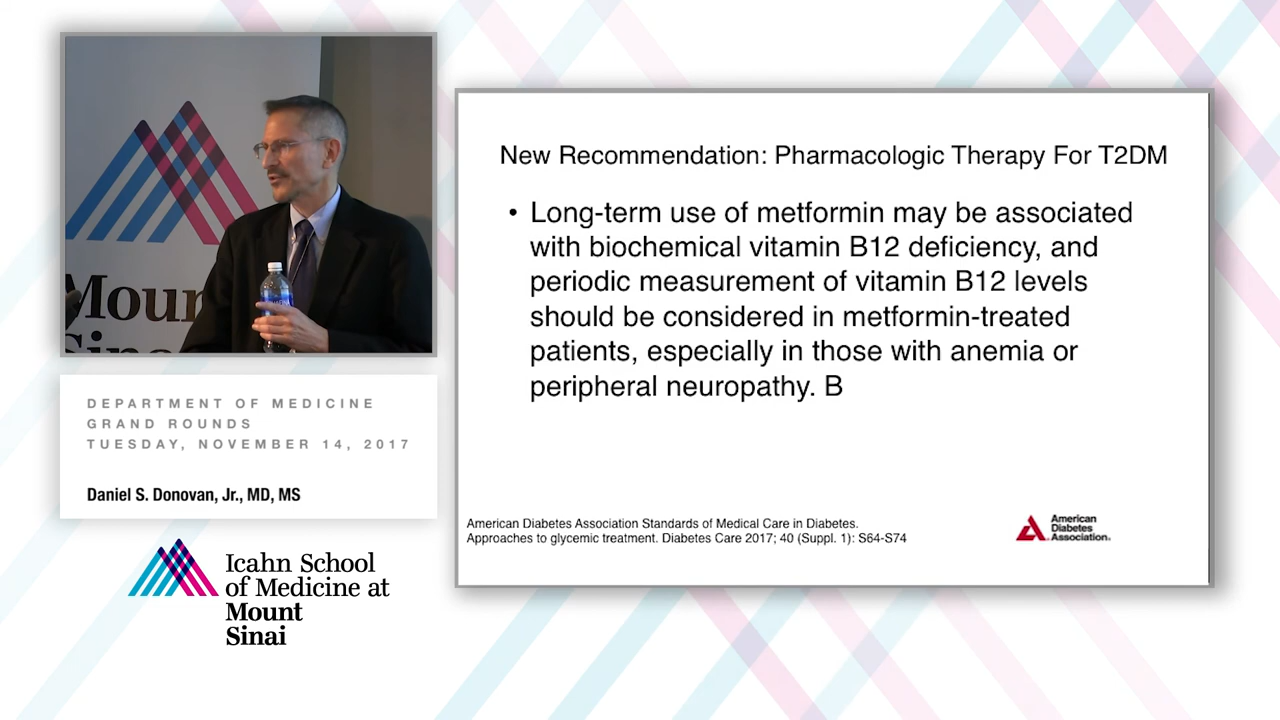 Moun
Sinai
DEPARTMENT OF MEDICINE
GRAND ROUNDS
TUESDAY, NOVEMBER 14, 2017
Daniel S. Donovan, Jr., MD, MS
Icahn School
of Medicine at
Mount
Sinai
New Recommendation: Pharmacologic Therapy For T2DM
• Long-term use of metformin may be associated
with biochemical vitamin B12 deficiency, and
periodic measurement of vitamin B12 levels
should be considered in metformin-treated
patients, especially in those with anemia or
peripheral neuropathy. B
American Diabetes Association Standards of Medical Care in Diabetes.
Approaches to glycemic treatment. Diabetes Care 2017; 40 (Suppl. 1): S64-S74
American
Diabetes
Association.